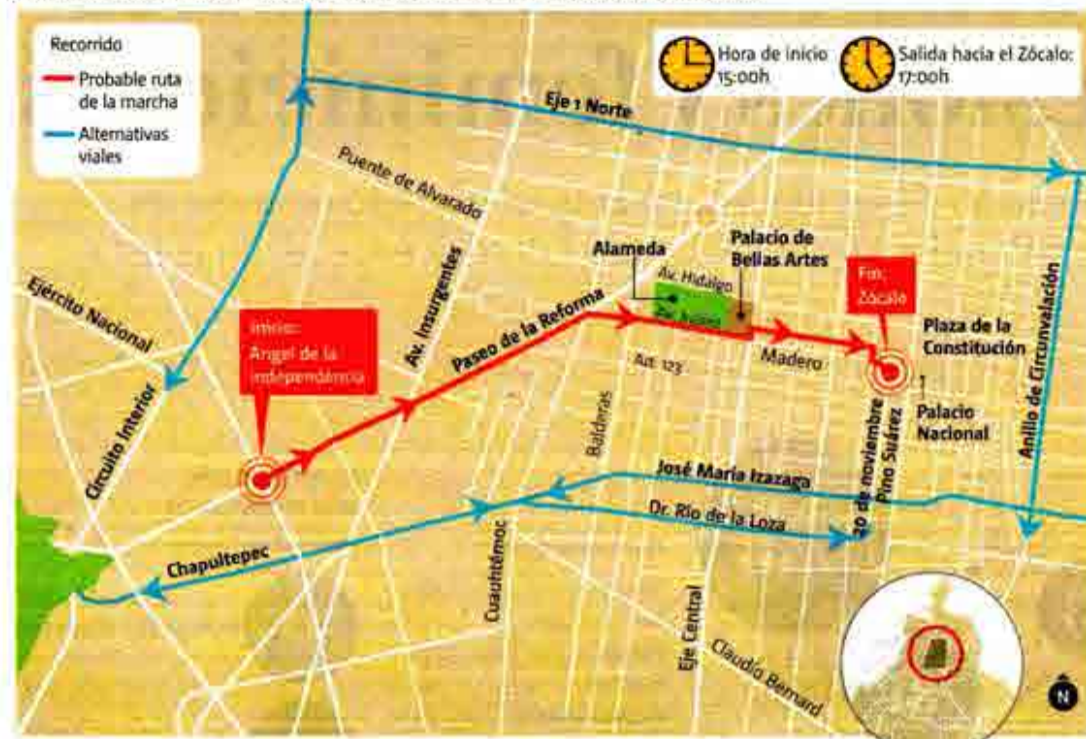 Recorrido
Probable ruta
de la marcha
Alternativas
viales
Hora de inicio
15:00h
Salida hacia el Zócalo:
17:00h
Eje 1 Norte
Puente de Alvarado
Alameda
Palacio de
Bellas Artes
Av. Hidalgo
Av. Juárez
Fin:
Zócalo
Ejército Nacional
Av. Insurgentes
Paseo de la Reforma
Inicio:
Angel de la
independencia
Madero
Art. 123
Plaza de la
Constitución
Anillo de Circunvalación
Palacio
Nacional
Circuito Interior
Balderas
20 de noviembre
Pino Suárez
José María Izazaga
Dr. Río de la Loza
Chapultepec
Cuauhtémoc
Eje Central
Claudio Bernard
N